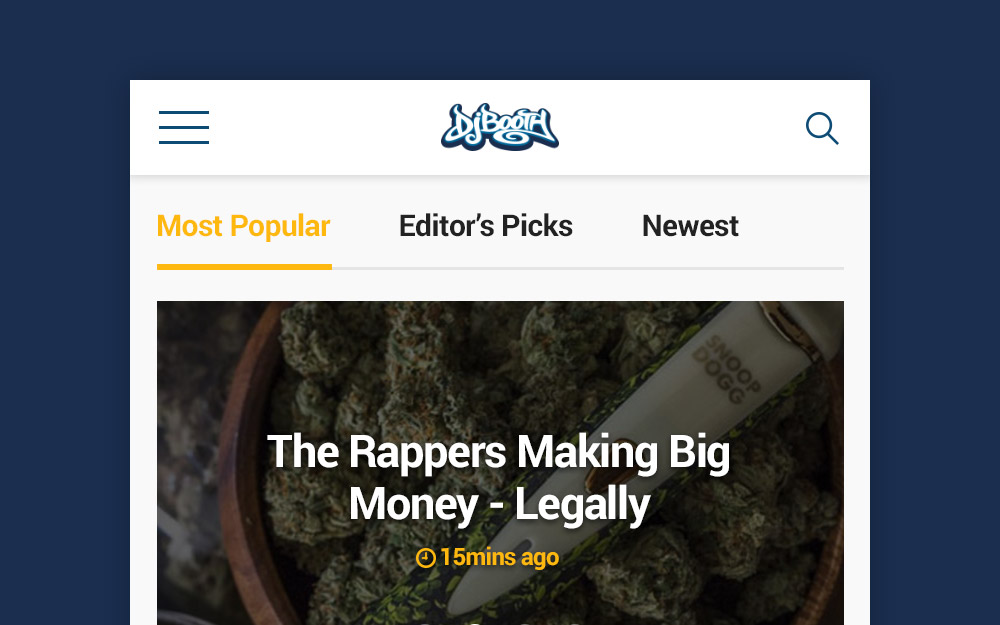 DJBooth
Most Popular Editor’s Picks Newest
SNOOP
DOGG
The Rappers Making Big
Money - Legally
15mins ago